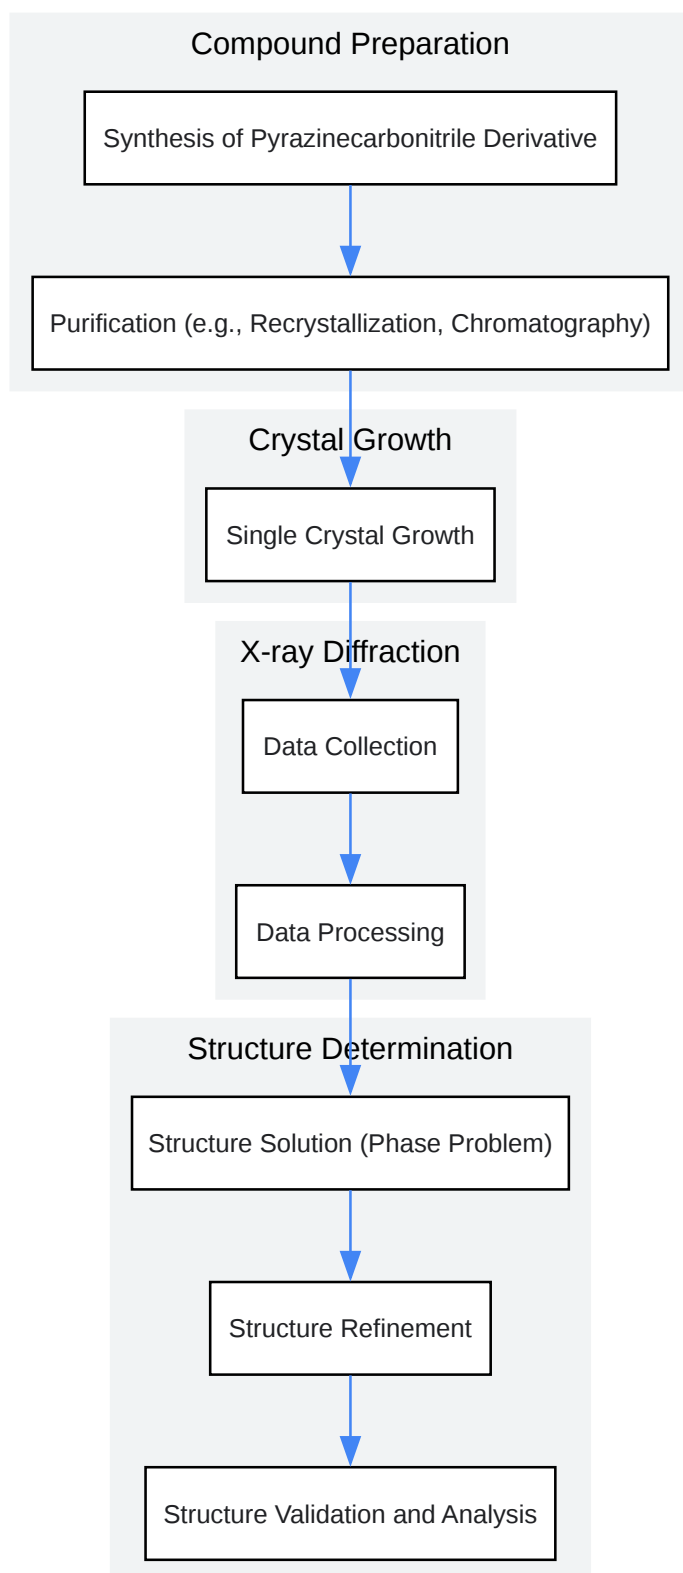 Compound Preparation
Synthesis of Pyrazinecarbonitrile Derivative
Purification (e.g., Recrystallization, Chromatography)
Crystal Growth
Single Crystal Growth
X-ray Diffraction
Data Collection
Data Processing
Structure Determination
Structure Solution (Phase Problem)
Structure Refinement
Structure Validation and Analysis